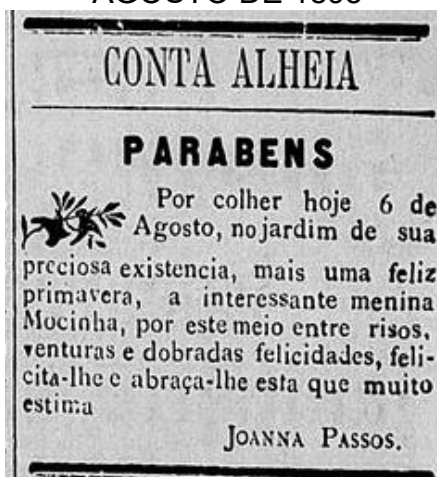 CONTA ALHEIA
PARABENS
Por colher hoje 6 de
Agosto, no jardim de sua
preciosa existencia, mais uma feliz
primavera, a interessante menina
Mocinha, por este meio entre risos,
venturas e dobradas felicidades, feli-
cita-lhe e abraça-lhe esta que muito
estima
JOANNA PASSOS.